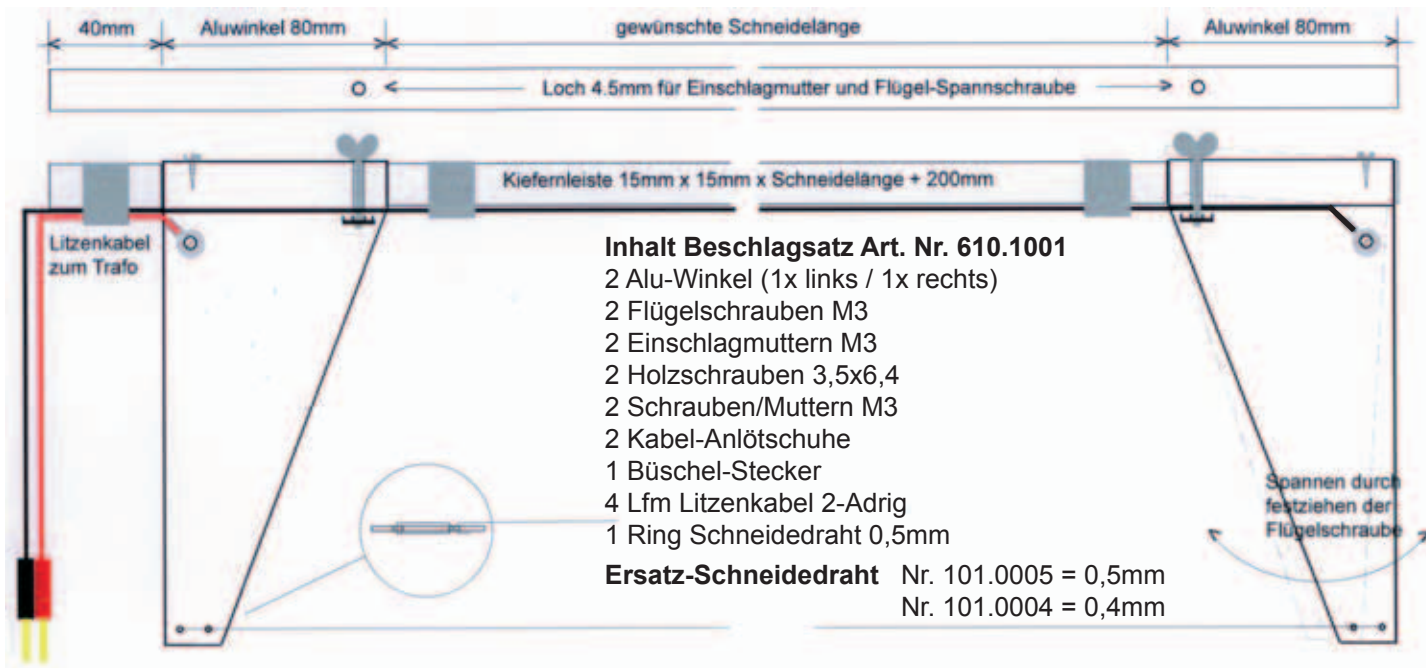 40mm Aluwinkel 80mm gewünschte Schneidelänge Aluwinkel 80mm
Loch 4.5mm für Einschlagmutter und Flügel-Spannschraube
Kiefernleiste 15mm x 15mm x Schneidelänge + 200mm
Litzenkabel
zum Trafo
Inhalt Beschlagsatz Art. Nr. 610.1001
2 Alu-Winkel (1x links / 1x rechts)
2 Flügelschrauben M3
2 Einschlagmuttern M3
2 Holzschrauben 3,5x6,4
2 Schrauben/Muttern M3
2 Kabel-Anlötschuhe
1 Büschel-Stecker
4 Lfm Litzenkabel 2-Adrig
1 Ring Schneidedraht 0,5mm
Ersatz-Schneidedraht Nr. 101.0005 = 0,5mm
Nr. 101.0004 = 0,4mm
Spannen durch
festziehen der
Flügelschraube